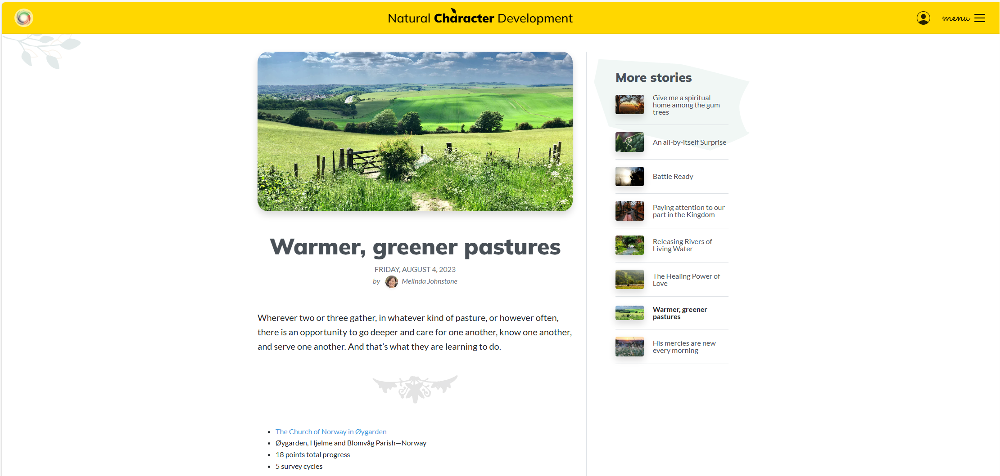 Natural Character Development
menu
More stories
Give me a spiritual
home among the gum
trees
An all-by-itself Surprise
Battle Ready
Paying attention to our
part in the Kingdom
Releasing Rivers of
Living Water
The Healing Power of
Love
Warmer, greener
pastures
His mercies are new
every morning
Warmer, greener pastures
FRIDAY, AUGUST 4, 2023
by Melinda Johnstone
Wherever two or three gather, in whatever kind of pasture, or however often,
there is an opportunity to go deeper and care for one another, know one another,
and serve one another. And that’s what they are learning to do.
The Church of Norway in Øygarden
Øygarden, Hjelme and Blomvåg Parish—Norway
18 points total progress
5 survey cycles